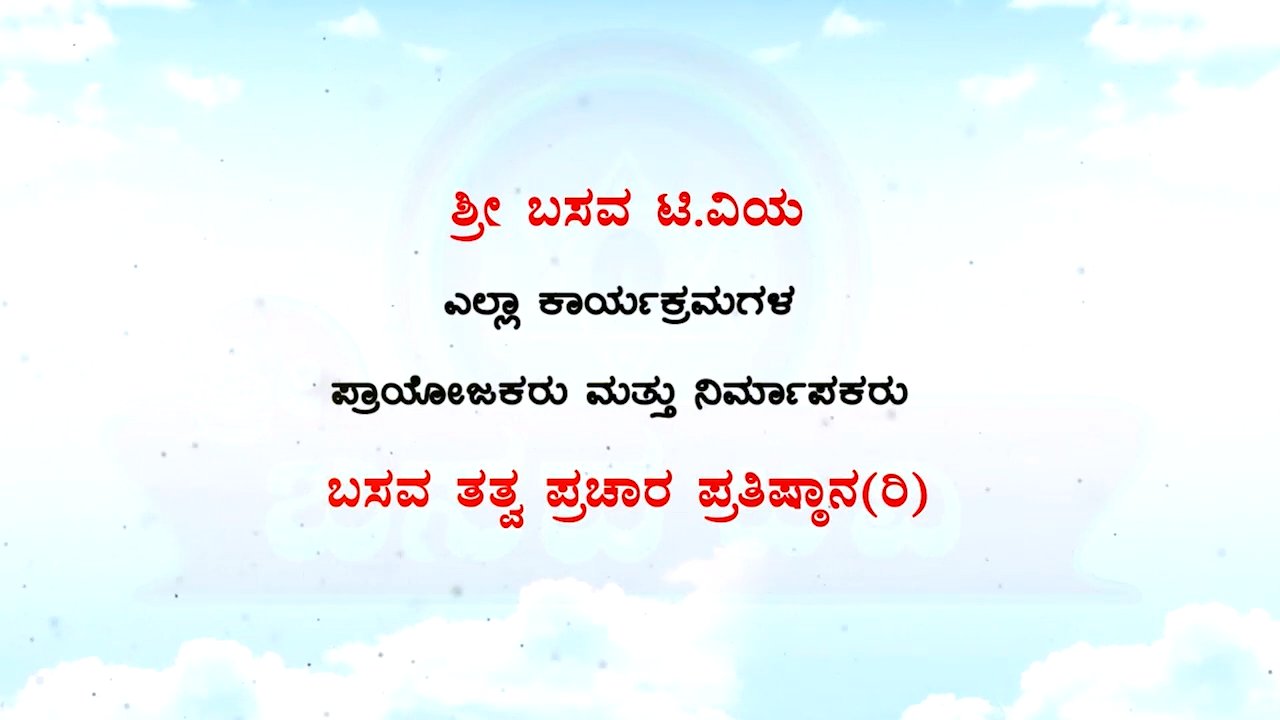 ಶ್ರೀ ಬಸವ ಟಿ.ವಿಯ
ಎಲ್ಲಾ ಕಾರ್ಯಕ್ರಮಗಳ
ಪ್ರಾಯೋಜಕರು ಮತ್ತು ನಿರ್ಮಾಪಕರು
ಬಸವ ತತ್ವ ಪ್ರಚಾರ ಪ್ರತಿಷ್ಠಾನ(ರಿ)